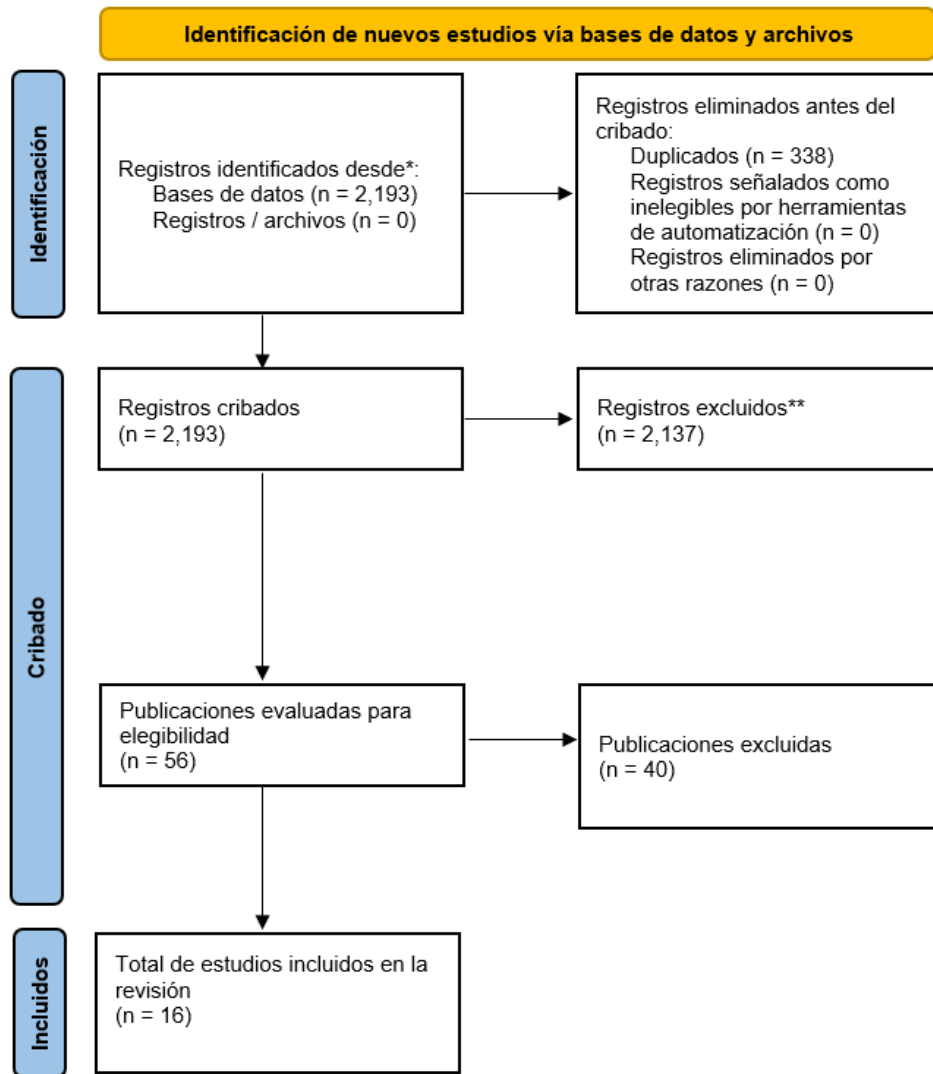 Identificación de nuevos estudios vía bases de datos y archivos
Identificación
Registros identificados desde*:
Bases de datos (n = 2,193)
Registros / archivos (n = 0)
Registros eliminados antes del
cribado:
Duplicados (n = 338)
Registros señalados como
inelegibles por herramientas
de automatización (n = 0)
Registros eliminados por
otras razones (n = 0)
Cribado
Registros cribados
(n = 2,193)
Registros excluidos**
(n = 2,137)
Publicaciones evaluadas para
elegibilidad
(n = 56)
Publicaciones excluidas
(n = 40)
Incluidos
Total de estudios incluidos en la
revisión
(n = 16)